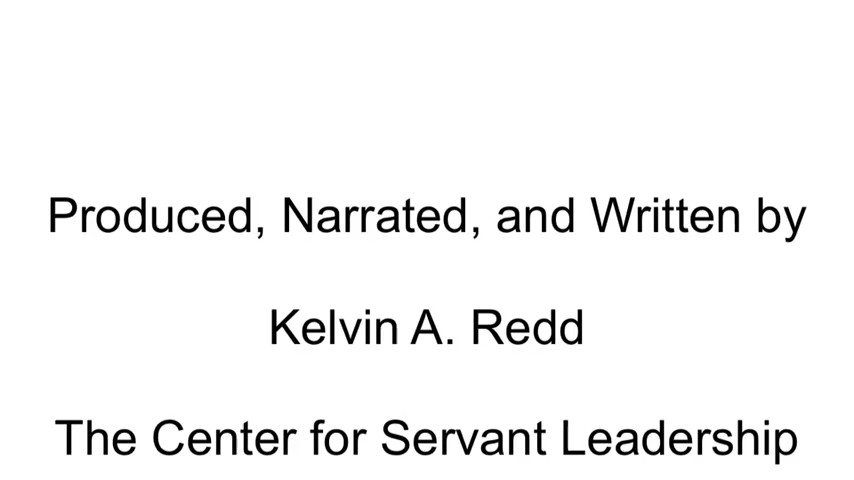 Produced, Narrated, and Written by
Kelvin A. Redd
The Center for Servant Leadership